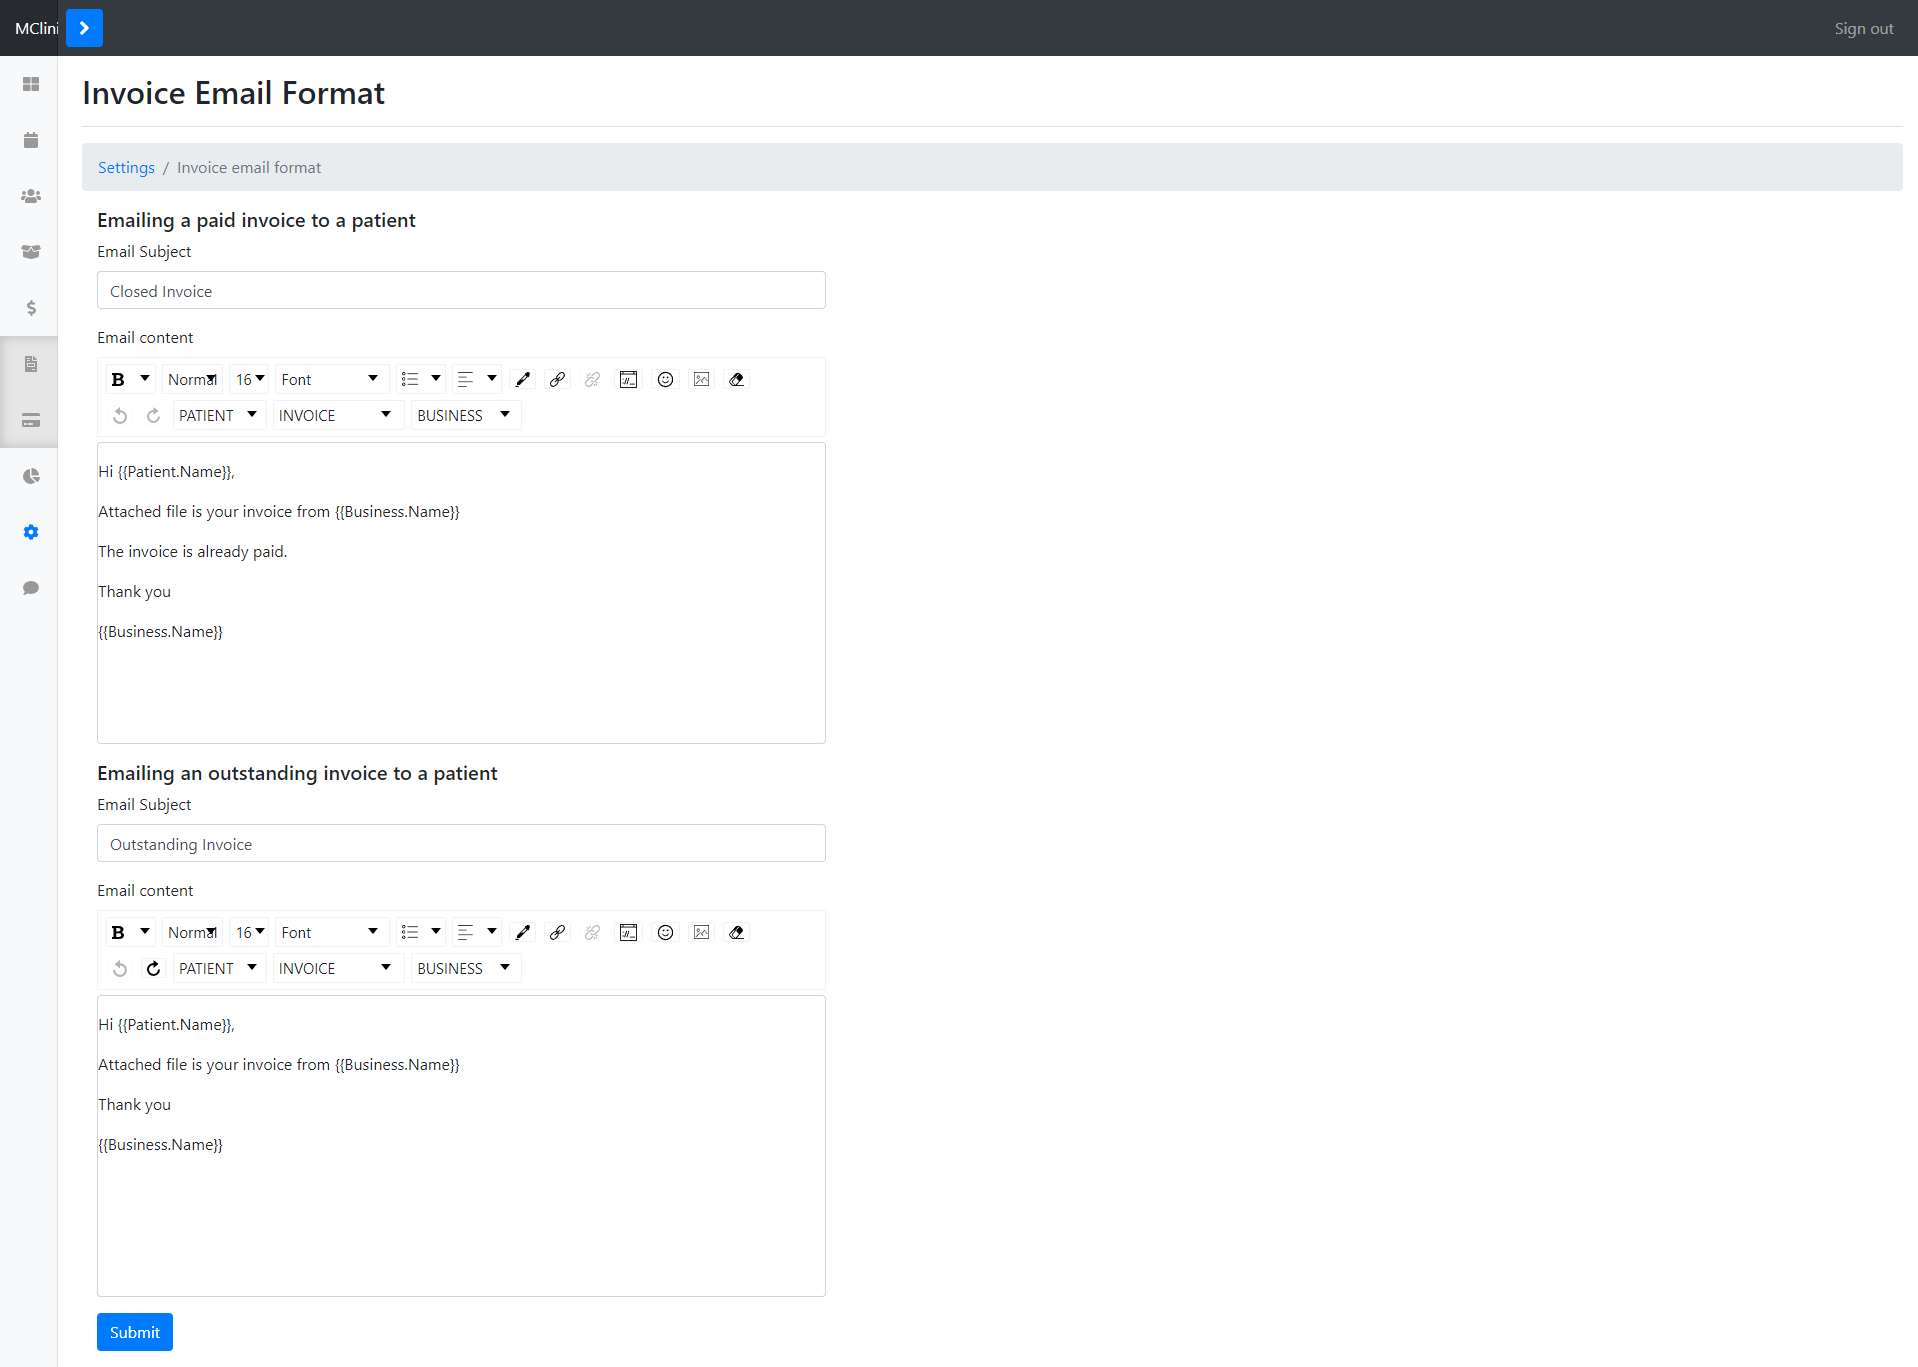 MClini
Sign out
Invoice Email Format
Settings / Invoice email format
Emailing a paid invoice to a patient
Email Subject
Closed Invoice
Email content
B Normal 16 Font
PATIENT INVOICE BUSINESS
Hi {{Patient.Name}},
Attached file is your invoice from {{Business.Name}}
The invoice is already paid.
Thank you
{{Business.Name}}
Emailing an outstanding invoice to a patient
Email Subject
Outstanding Invoice
Email content
B Normal 16 Font
PATIENT INVOICE BUSINESS
Hi {{Patient.Name}},
Attached file is your invoice from {{Business.Name}}
Thank you
{{Business.Name}}
Submit